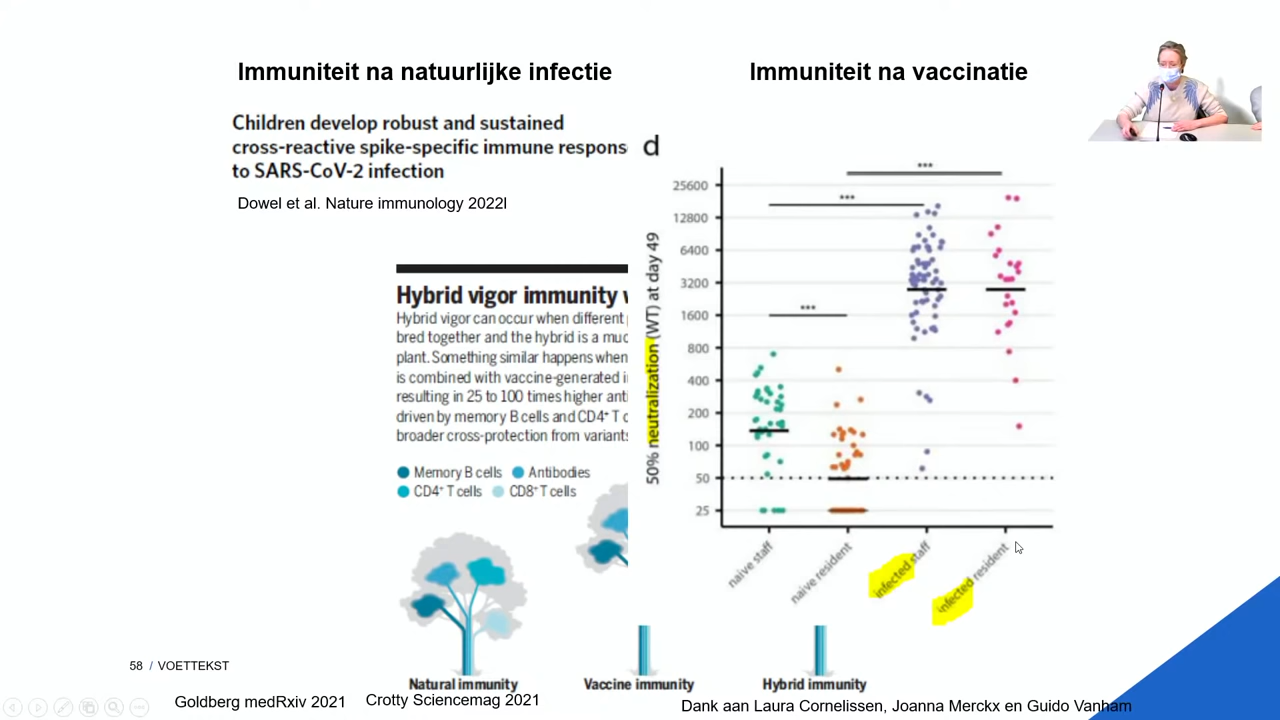 Immuniteit na natuurlijke infectie
Immuniteit na vaccinatie
Children develop robust and sustained
cross-reactive spike-specific immune respons
to SARS-CoV-2 infection
Dowel et al. Nature immunology 2022l
Hybrid vigor immunity
Hybrid vigor can occur when different
bred together and the hybrid is a muc
plant. Something similar happens when
is combined with vaccine-generated
resulting in 25 to 100 times higher anti
driven by memory B cells and CD4⁺ T c
broader cross-protection from variants
Memory B cells
Antibodies
CD4⁺ T cells
CD8⁺ T cells
Natural immunity
Vaccine immunity
Hybrid immunity
d
50% neutralization (WT) at day 49
25600
12800
6400
3200
1600
800
400
200
100
50
25
***
***
***
naive staff
naive resident
infected staff
infected resident
58 / VOETTEKST
Goldberg medRxiv 2021
Crotty Sciencemag 2021
Dank aan Laura Cornelissen, Joanna Merckx en Guido Vanham